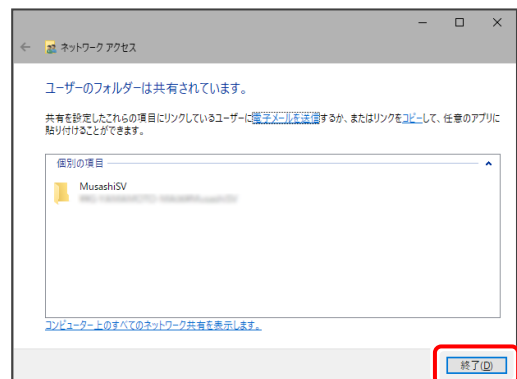 ネットワーク アクセス
ユーザーのフォルダーは共有されています。
共有を設定したこれらの項目にリンクしているユーザーに電子メールを送信するか、またはリンクをコピーして、任意のアプリに
貼り付けることができます。
個別の項目
MusashiSV
コンピューター上のすべてのネットワーク共有を表示します。
終了(D)